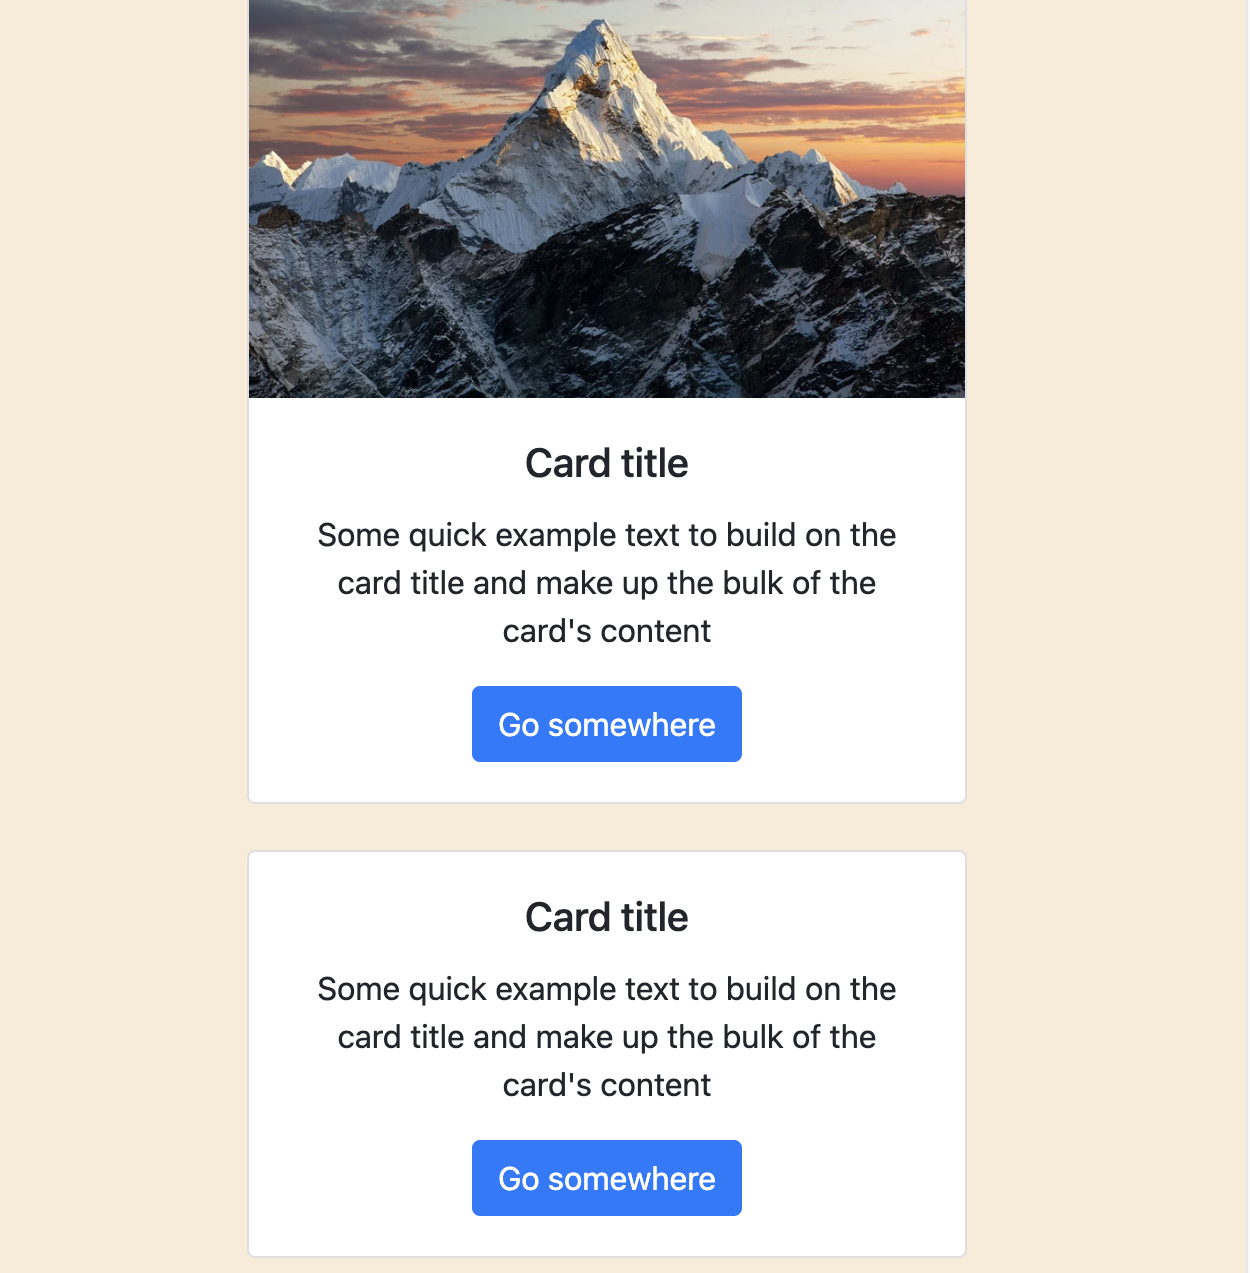 Card title
Some quick example text to build on the
card title and make up the bulk of the
card's content
Go somewhere
Card title
Some quick example text to build on the
card title and make up the bulk of the
card's content
Go somewhere